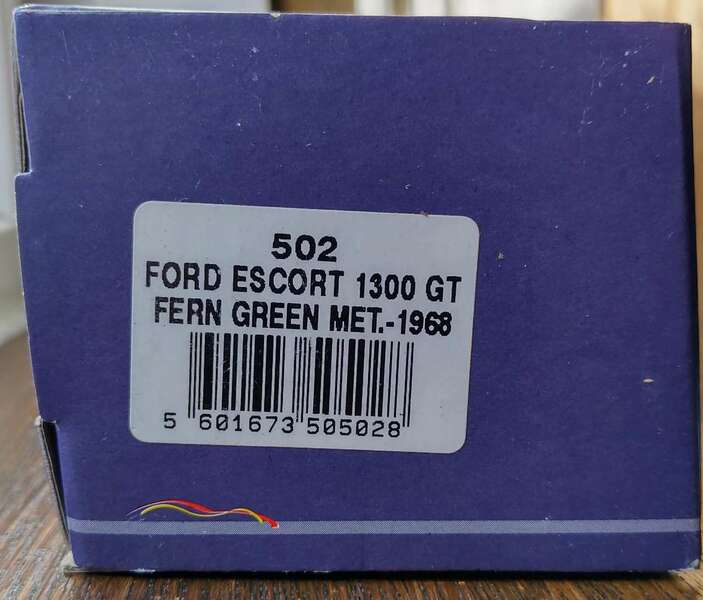 502
FORD ESCORT 1300 GT
FERN GREEN MET.-1968
5 601673 505028